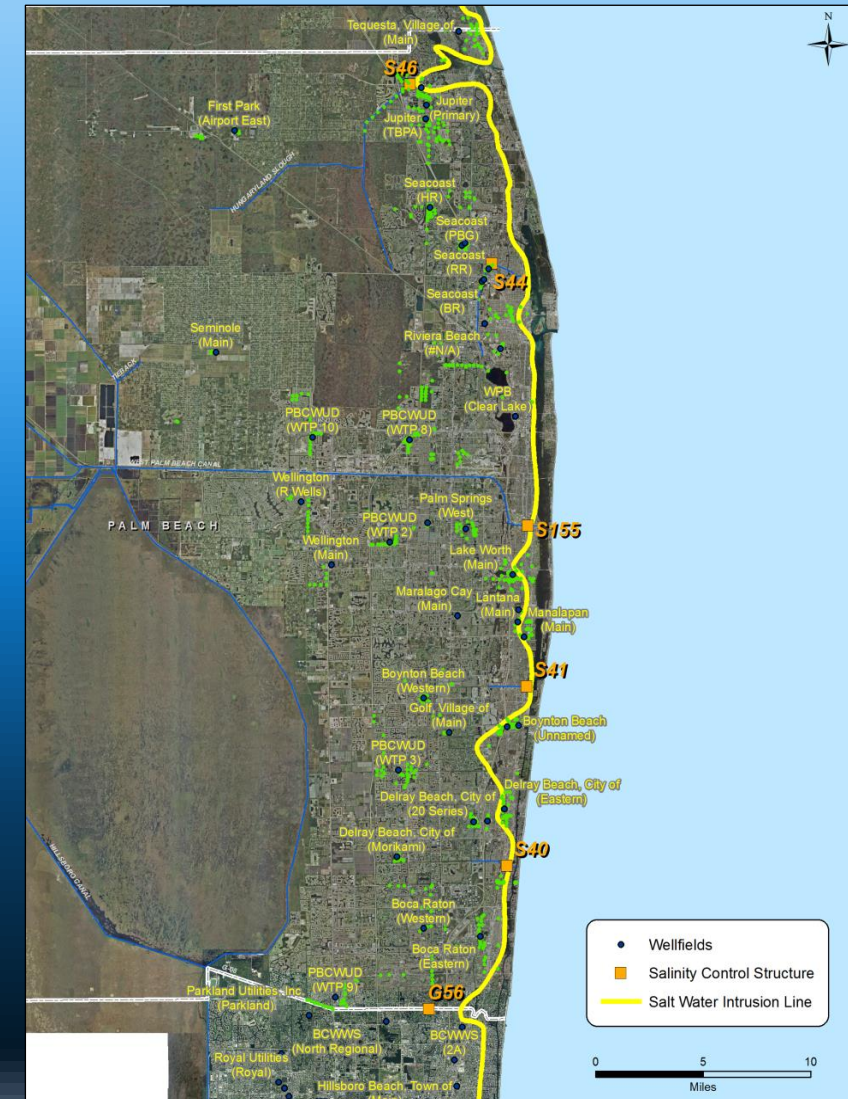 N
Tequesta, Village of
(Main)
S46
First Park
(Airport East)
Jupiter
(Primary)
Jupiter
(TBPA)
HUNGARYLAND SLOUGH
Seacoast
(HR)
Seacoast
(PBG)
Seacoast
(RR)
S44
Seacoast
(BR)
Seminole
(Main)
Riviera Beach
(#N/A)
WPB
(Clear Lake)
PBCWUD
(WTP 10)
PBCWUD
(WTP 8)
WEST PALM BEACH CANAL
Wellington
(R Wells)
Palm Springs
(West)
PBCWUD
(WTP 2)
PALM BEACH
S155
Wellington
(Main)
Lake Worth
(Main)
Maralago Cay
(Main)
Lantana
(Main)
Manalapan
(Main)
S41
Boynton Beach
(Western)
Golf, Village of
(Main)
Boynton Beach
(Unnamed)
PBCWUD
(WTP 3)
Delray Beach, City of
(Eastern)
Delray Beach, City of
(20 Series)
Delray Beach, City of
(Morikami)
S40
HILLSBORO CANAL
Boca Raton
(Western)
Boca Raton
(Eastern)
PBCWUD
(WTP 9)
Parkland Utilities, Inc.
(Parkland)
G56
BCWWS
(North Regional)
BCWWS
(2A)
Royal Utilities
(Royal)
Hillsboro Beach, Town of
(Main)
Wellfields
Salinity Control Structure
Salt Water Intrusion Line
0 5 10
Miles